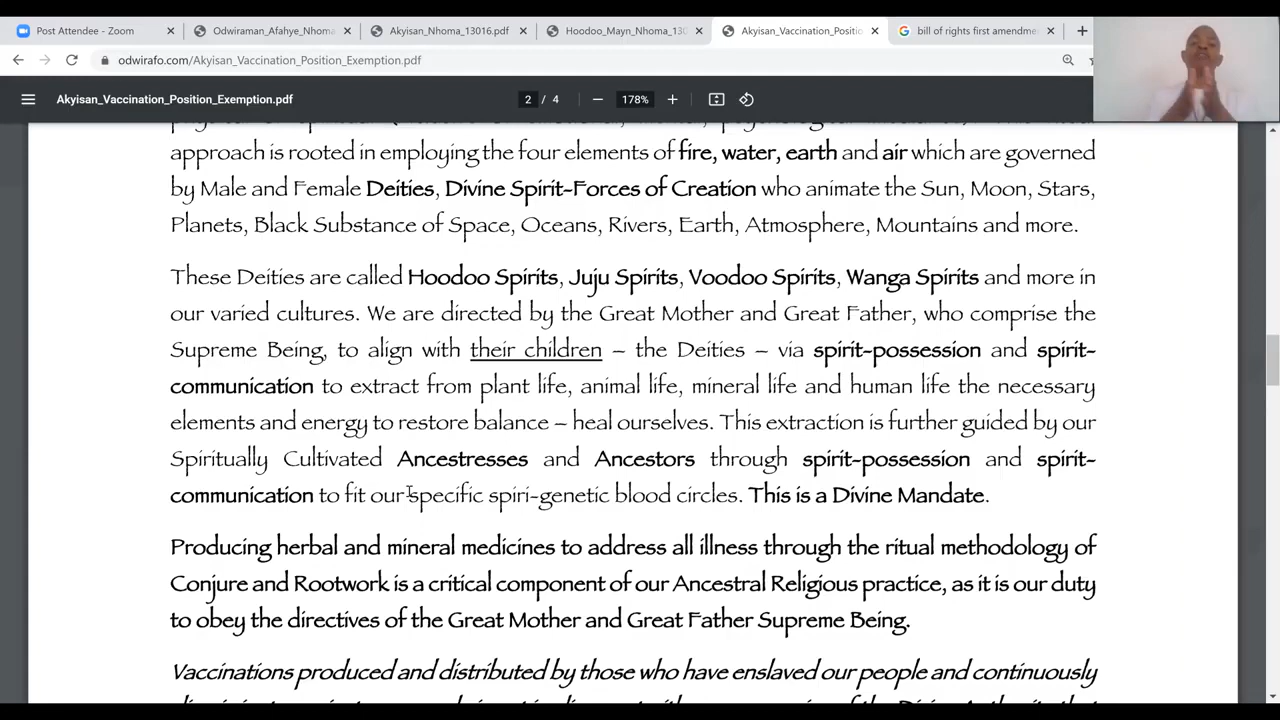 Post Attendee - Zoom
Odwiraman_Afahye_Nhoma
Akyisan_Nhoma_13016.pdf
Hoodoo_Mayn_Nhoma_130
Akyisan_Vaccination_Positio
bill of rights first amendme
odwirafo.com/Akyisan_Vaccination_Position_Exemption.pdf
Akyisan_Vaccination_Position_Exemption.pdf
2 / 4
178%
approach is rooted in employing the four elements of fire, water, earth and air which are governed
by Male and Female Deities, Divine Spirit-Forces of Creation who animate the Sun, Moon, Stars,
Planets, Black Substance of Space, Oceans, Rivers, Earth, Atmosphere, Mountains and more.
These Deities are called Hoodoo Spirits, Juju Spirits, Voodoo Spirits, Wanga Spirits and more in
our varied cultures. We are directed by the Great Mother and Great Father, who comprise the
Supreme Being, to align with their children – the Deities – via spirit-possession and spirit-
communication to extract from plant life, animal life, mineral life and human life the necessary
elements and energy to restore balance – heal ourselves. This extraction is further guided by our
Spiritually Cultivated Ancestresses and Ancestors through spirit-possession and spirit-
communication to fit our specific spiri-genetic blood circles. This is a Divine Mandate.
Producing herbal and mineral medicines to address all illness through the ritual methodology of
Conjure and Rootwork is a critical component of our Ancestral Religious practice, as it is our duty
to obey the directives of the Great Mother and Great Father Supreme Being.
Vaccinations produced and distributed by those who have enslaved our people and continuously